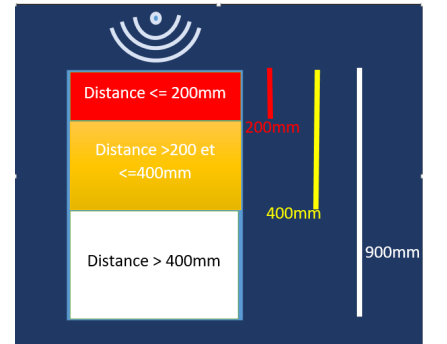 Distance <= 200mm
200mm
Distance >200 et
<=400mm
400mm
Distance > 400mm
900mm